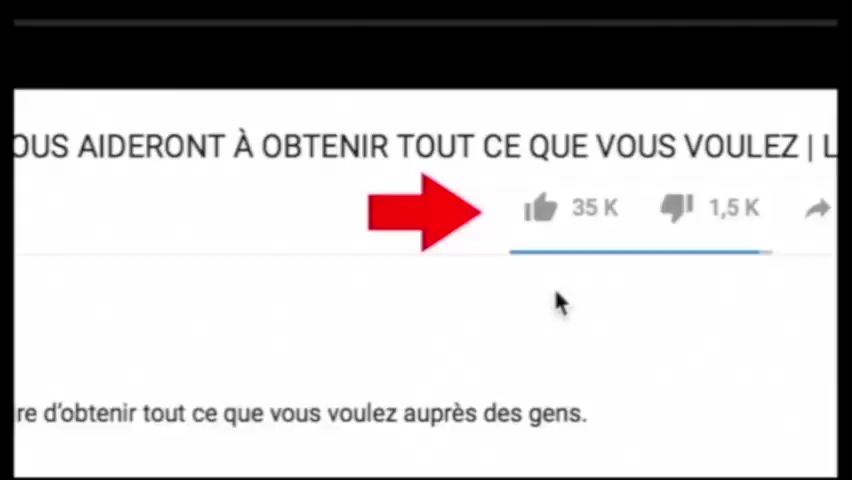 OUS AIDERONT À OBTENIR TOUT CE QUE VOUS VOULEZ | L
35 K 1,5 K
re d'obtenir tout ce que vous voulez auprès des gens.